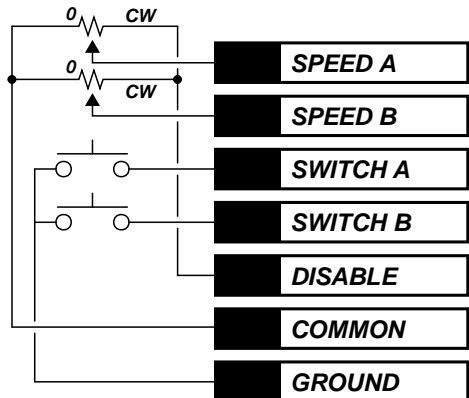 0 CW
SPEED A
0 CW
SPEED B
SWITCH A
SWITCH B
DISABLE
COMMON
GROUND